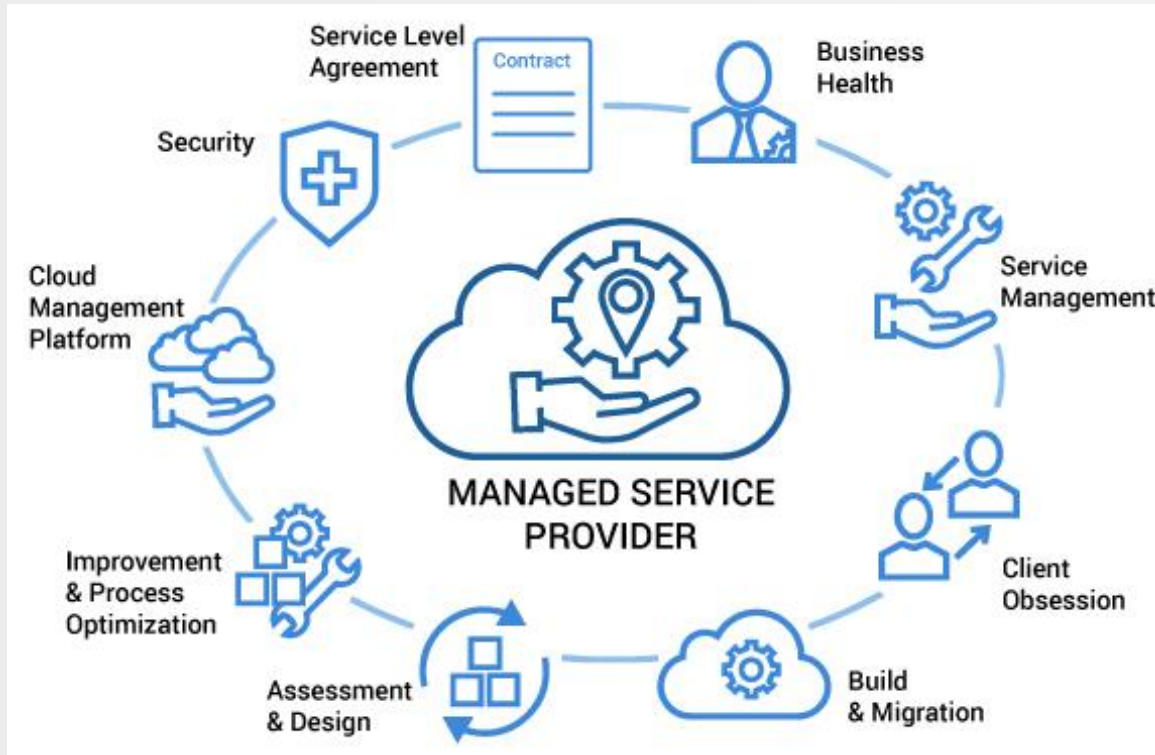 Service Level
Agreement
Contract
Business
Health
Security
Service
Management
Cloud
Management
Platform
MANAGED SERVICE
PROVIDER
Improvement
& Process
Optimization
Client
Obsession
Assessment
& Design
Build
& Migration